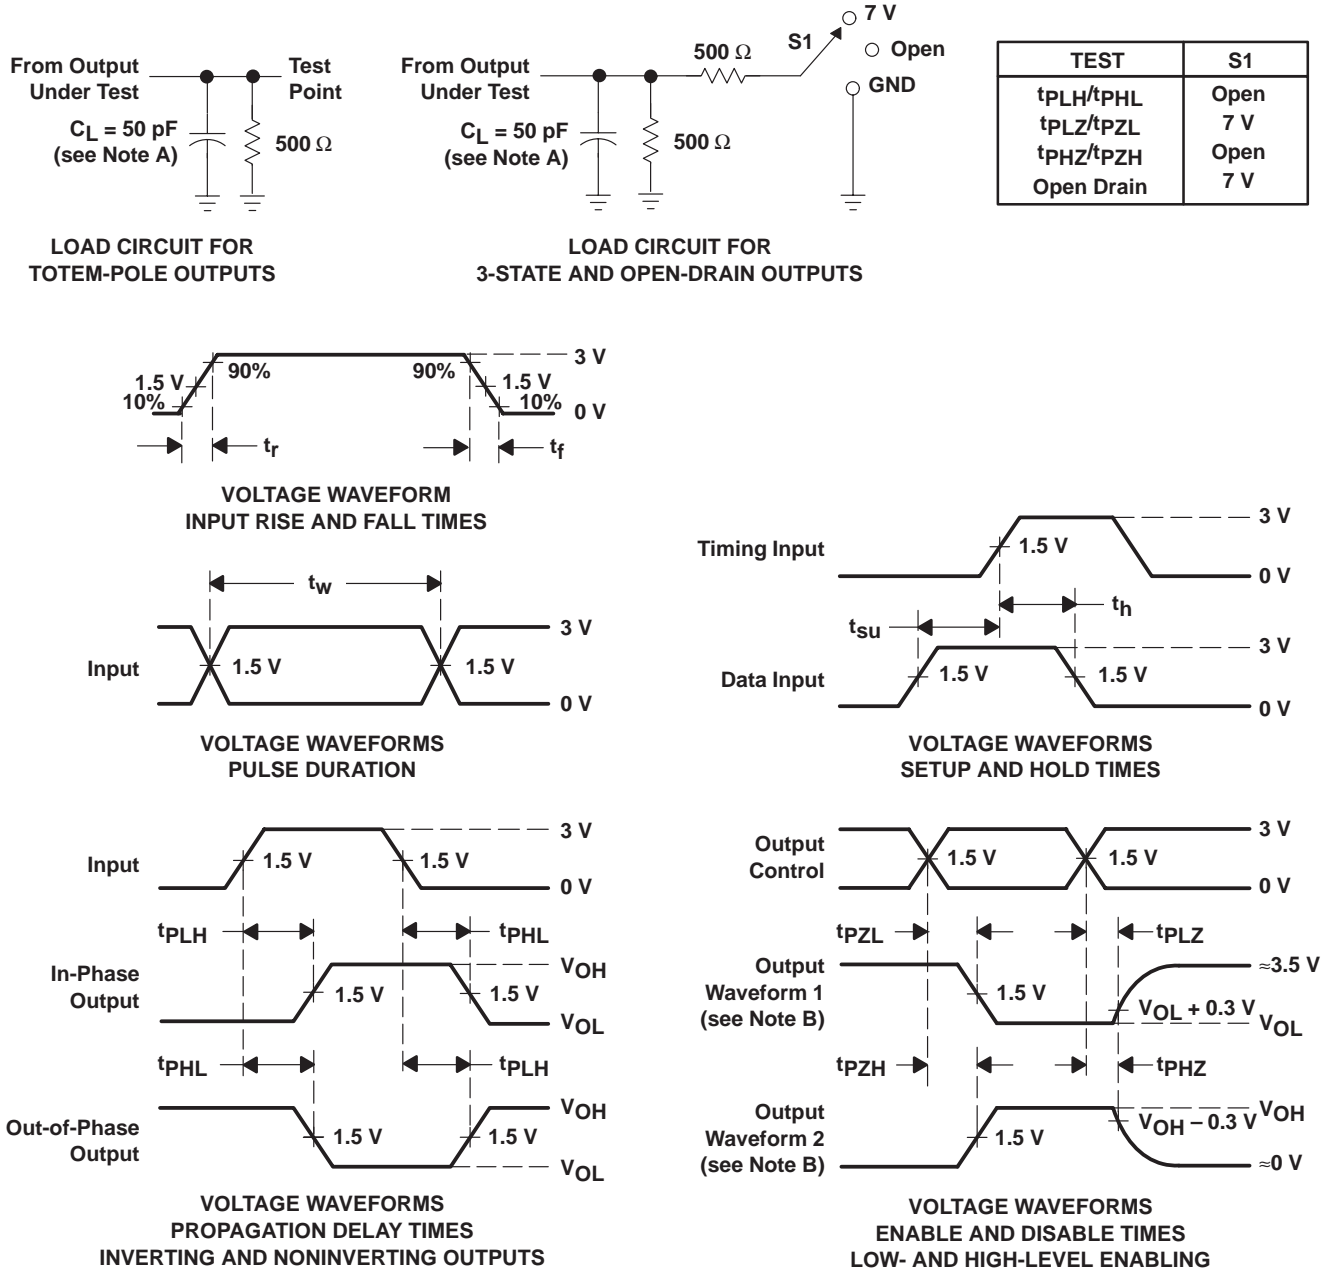 From Output
Under Test
Test
Point
CL = 50 pF
(see Note A)
500 Ω
LOAD CIRCUIT FOR
TOTEM-POLE OUTPUTS
From Output
Under Test
CL = 50 pF
(see Note A)
500 Ω
500 Ω
S1
7 V
Open
GND
LOAD CIRCUIT FOR
3-STATE AND OPEN-DRAIN OUTPUTS
TEST S1
tPLH/tPHL Open
tPLZ/tPZL 7 V
tPHZ/tPZH Open
Open Drain 7 V
1.5 V
10%
90%
90%
1.5 V
10%
3 V
0 V
tr
tf
VOLTAGE WAVEFORM
INPUT RISE AND FALL TIMES
tw
Input
1.5 V
1.5 V
3 V
0 V
VOLTAGE WAVEFORMS
PULSE DURATION
Timing Input
1.5 V
3 V
0 V
tsu
th
Data Input
1.5 V
1.5 V
3 V
0 V
VOLTAGE WAVEFORMS
SETUP AND HOLD TIMES
Input
1.5 V
1.5 V
3 V
0 V
tPLH
tPHL
In-Phase
Output
1.5 V
1.5 V
VOH
VOL
tPHL
tPLH
Out-of-Phase
Output
1.5 V
1.5 V
VOH
VOL
VOLTAGE WAVEFORMS
PROPAGATION DELAY TIMES
INVERTING AND NONINVERTING OUTPUTS
Output
Control
1.5 V
1.5 V
3 V
0 V
tPZL
tPLZ
Output
Waveform 1
(see Note B)
1.5 V
VOL + 0.3 V
≈3.5 V
VOL
tPZH
tPHZ
Output
Waveform 2
(see Note B)
1.5 V
VOH − 0.3 V
VOH
≈0 V
VOLTAGE WAVEFORMS
ENABLE AND DISABLE TIMES
LOW- AND HIGH-LEVEL ENABLING